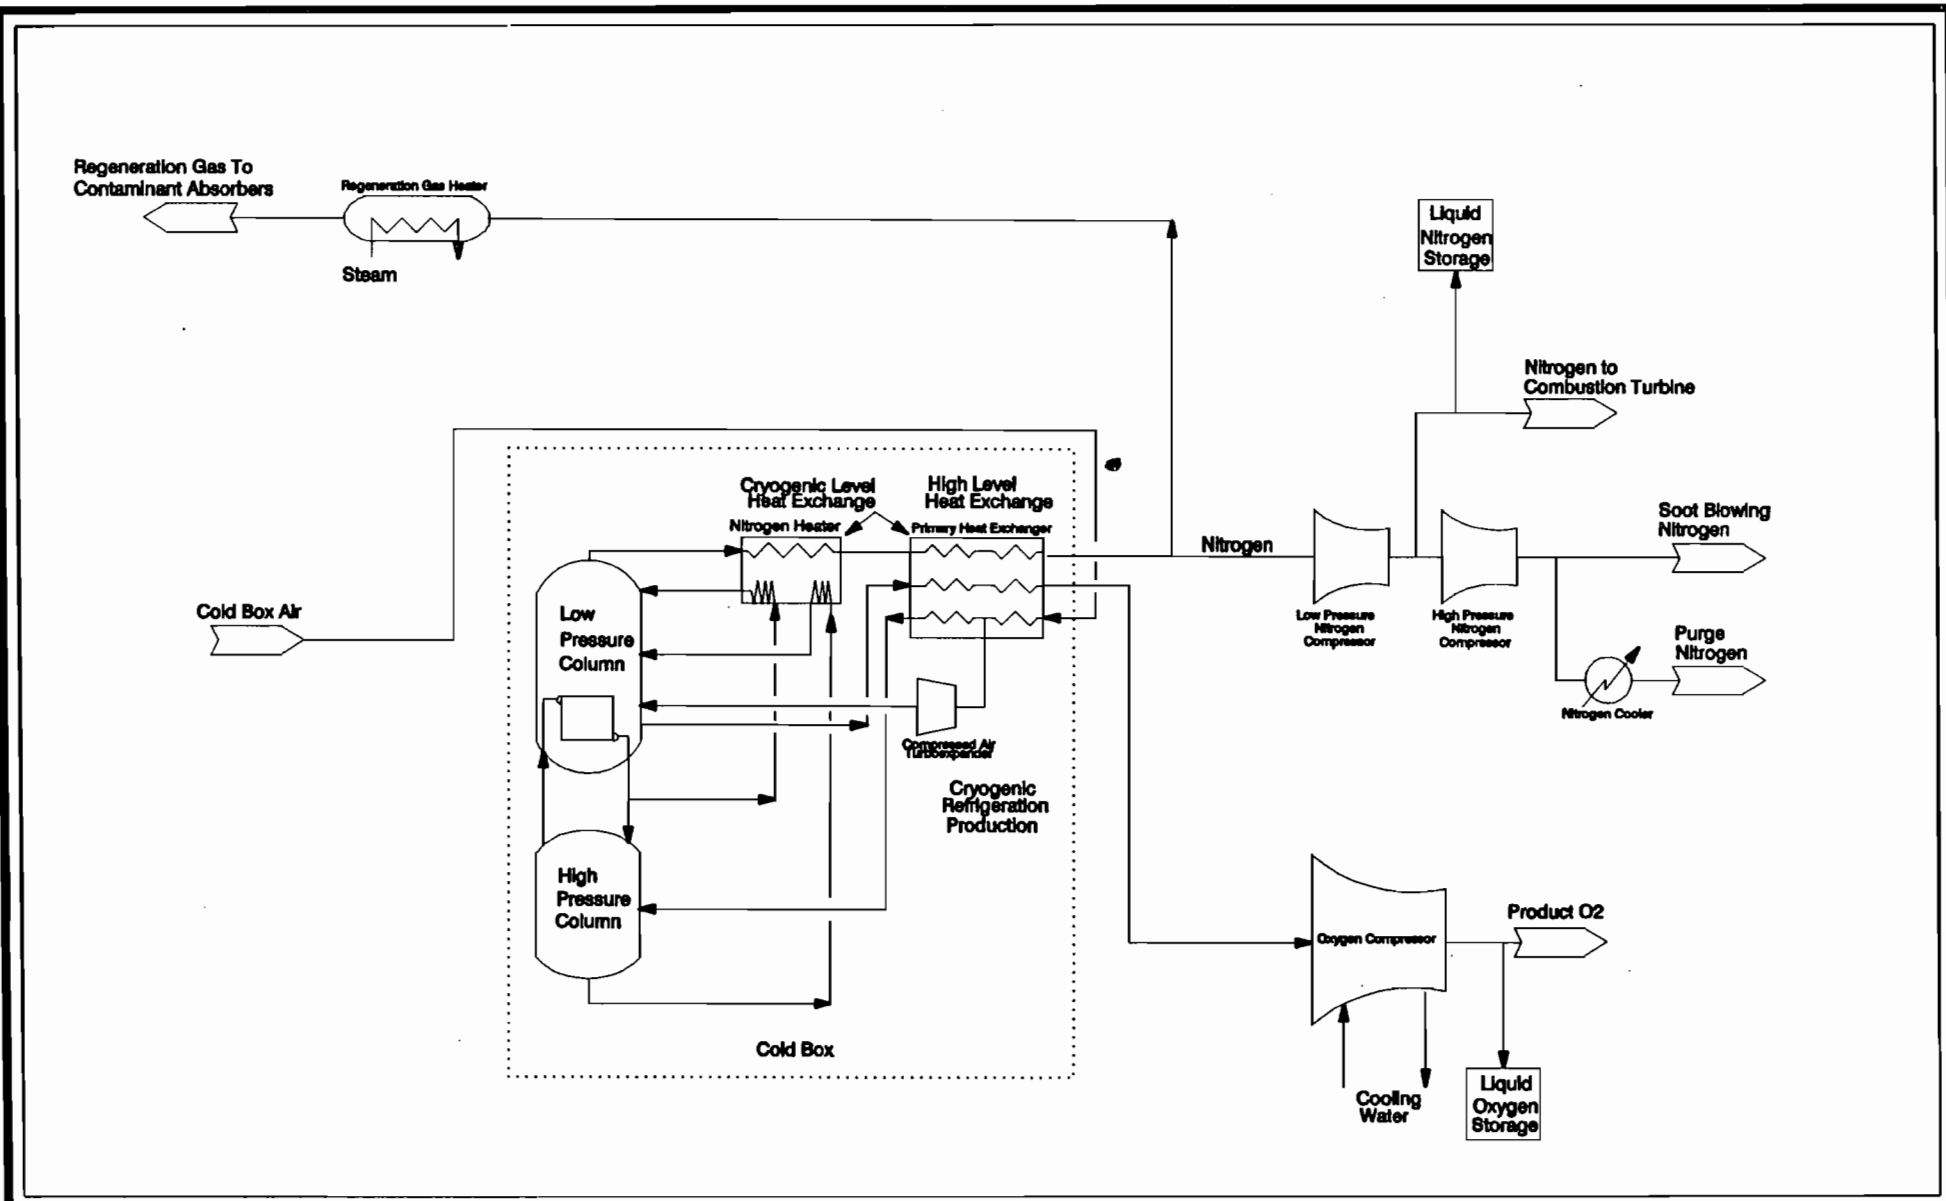 Regeneration Gas To
Contaminant Absorbers
Regeneration Gas Heater
Steam
Liquid
Nitrogen
Storage
Nitrogen to
Combustion Turbine
Cryogenic Level
Heat Exchange
High Level
Heat Exchange
Nitrogen Heater
Primary Heat Exchanger
Nitrogen
Soot Blowing
Nitrogen
Cold Box Air
Low
Pressure
Column
Low Pressure
Nitrogen
Compressor
High Pressure
Nitrogen
Compressor
Purge
Nitrogen
Nitrogen Cooler
Compressed Air
Turboexpander
Cryogenic
Refrigeration
Production
High
Pressure
Column
Product O2
Oxygen Compressor
Cold Box
Cooling
Water
Liquid
Oxygen
Storage